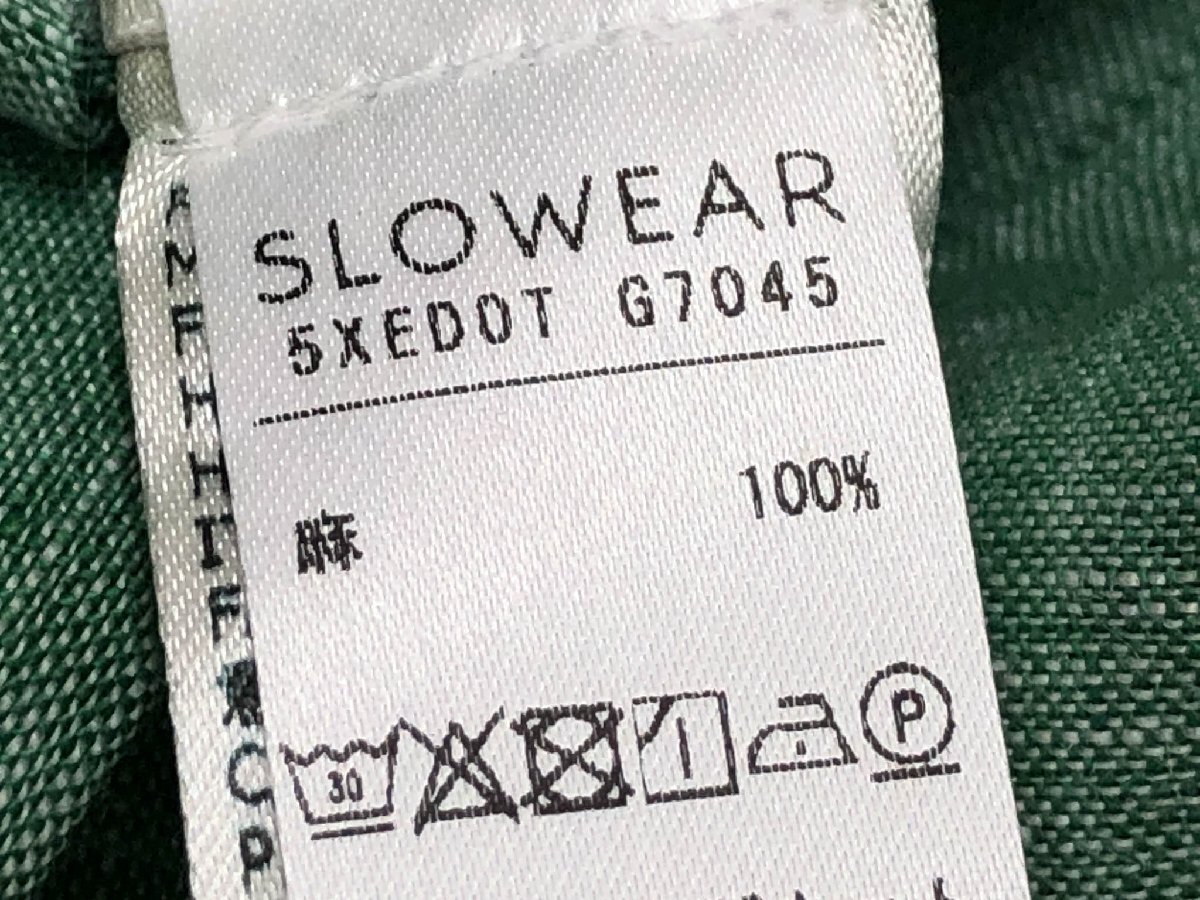 SLOWEAR
5XEDOT G7045
麻 100%
30 P